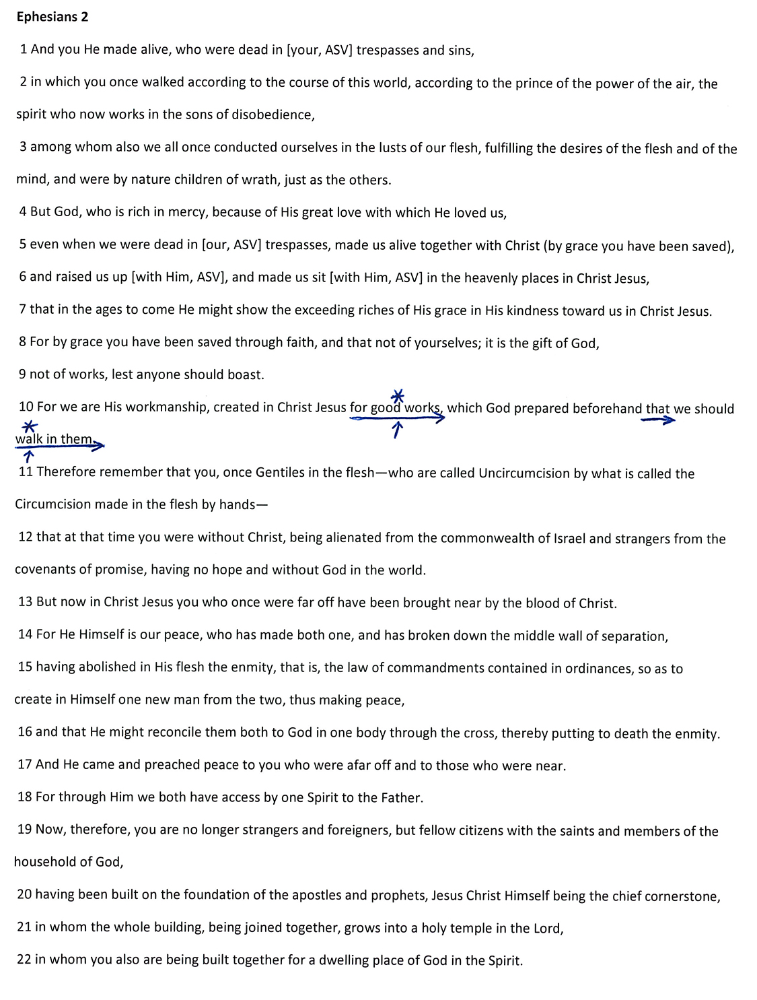 Ephesians 2
1 And you He made alive, who were dead in [your, ASV] trespasses and sins,
2 in which you once walked according to the course of this world, according to the prince of the power of the air, the
spirit who now works in the sons of disobedience,
3 among whom also we all once conducted ourselves in the lusts of our flesh, fulfilling the desires of the flesh and of the
mind, and were by nature children of wrath, just as the others.
4 But God, who is rich in mercy, because of His great love with which He loved us,
5 even when we were dead in [our, ASV] trespasses, made us alive together with Christ (by grace you have been saved),
6 and raised us up [with Him, ASV], and made us sit [with Him, ASV] in the heavenly places in Christ Jesus,
7 that in the ages to come He might show the exceeding riches of His grace in His kindness toward us in Christ Jesus.
8 For by grace you have been saved through faith, and that not of yourselves; it is the gift of God,
9 not of works, lest anyone should boast.
10 For we are His workmanship, created in Christ Jesus for good works, which God prepared beforehand that we should
walk in them.
11 Therefore remember that you, once Gentiles in the flesh—who are called Uncircumcision by what is called the
Circumcision made in the flesh by hands—
12 that at that time you were without Christ, being alienated from the commonwealth of Israel and strangers from the
covenants of promise, having no hope and without God in the world.
13 But now in Christ Jesus you who once were far off have been brought near by the blood of Christ.
14 For He Himself is our peace, who has made both one, and has broken down the middle wall of separation,
15 having abolished in His flesh the enmity, that is, the law of commandments contained in ordinances, so as to
create in Himself one new man from the two, thus making peace,
16 and that He might reconcile them both to God in one body through the cross, thereby putting to death the enmity.
17 And He came and preached peace to you who were afar off and to those who were near.
18 For through Him we both have access by one Spirit to the Father.
19 Now, therefore, you are no longer strangers and foreigners, but fellow citizens with the saints and members of the
household of God,
20 having been built on the foundation of the apostles and prophets, Jesus Christ Himself being the chief cornerstone,
21 in whom the whole building, being joined together, grows into a holy temple in the Lord,
22 in whom you also are being built together for a dwelling place of God in the Spirit.